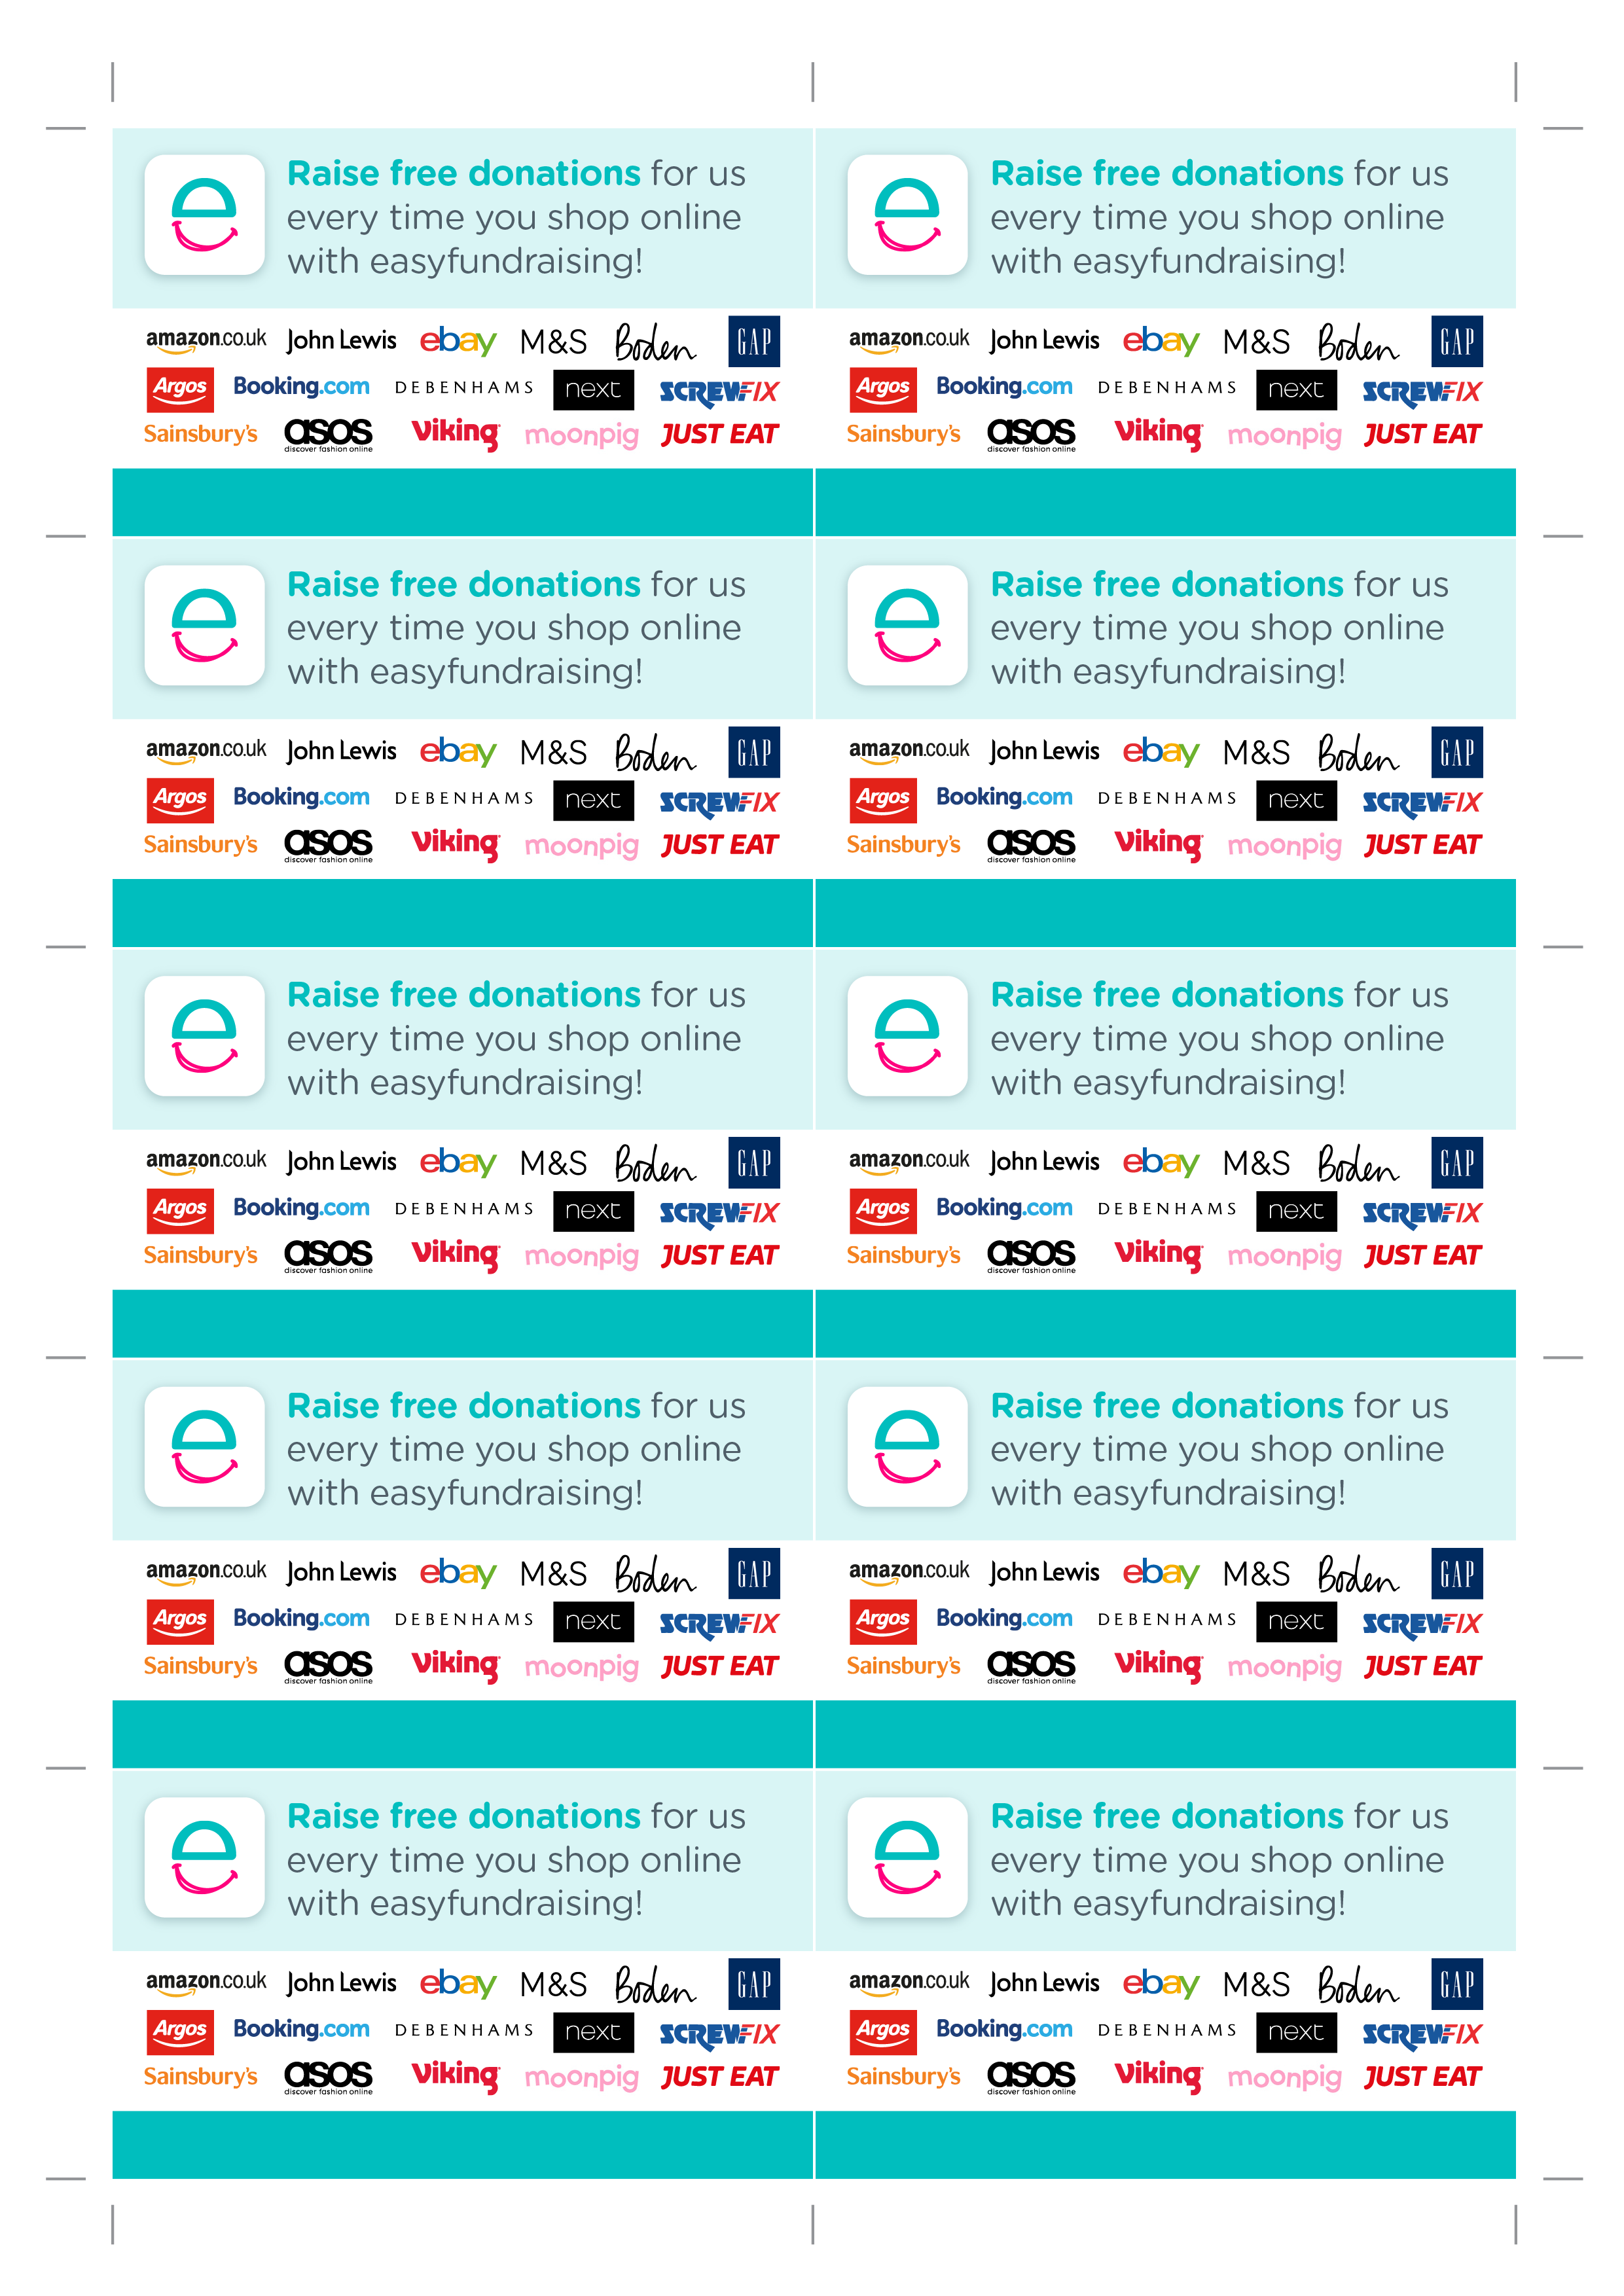 Raise free donations for us
every time you shop online
with easyfundraising!
amazon.co.uk John Lewis ebay M&S Boden GAP
Argos Booking.com DEBENHAMS next SCREWFIX
Sainsbury's asos discover fashion online Viking moonpig JUST EAT
Raise free donations for us
every time you shop online
with easyfundraising!
amazon.co.uk John Lewis ebay M&S Boden GAP
Argos Booking.com DEBENHAMS next SCREWFIX
Sainsbury's asos discover fashion online Viking moonpig JUST EAT
Raise free donations for us
every time you shop online
with easyfundraising!
amazon.co.uk John Lewis ebay M&S Boden GAP
Argos Booking.com DEBENHAMS next SCREWFIX
Sainsbury's asos discover fashion online Viking moonpig JUST EAT
Raise free donations for us
every time you shop online
with easyfundraising!
amazon.co.uk John Lewis ebay M&S Boden GAP
Argos Booking.com DEBENHAMS next SCREWFIX
Sainsbury's asos discover fashion online Viking moonpig JUST EAT
Raise free donations for us
every time you shop online
with easyfundraising!
amazon.co.uk John Lewis ebay M&S Boden GAP
Argos Booking.com DEBENHAMS next SCREWFIX
Sainsbury's asos discover fashion online Viking moonpig JUST EAT
Raise free donations for us
every time you shop online
with easyfundraising!
amazon.co.uk John Lewis ebay M&S Boden GAP
Argos Booking.com DEBENHAMS next SCREWFIX
Sainsbury's asos discover fashion online Viking moonpig JUST EAT
Raise free donations for us
every time you shop online
with easyfundraising!
amazon.co.uk John Lewis ebay M&S Boden GAP
Argos Booking.com DEBENHAMS next SCREWFIX
Sainsbury's asos discover fashion online Viking moonpig JUST EAT
Raise free donations for us
every time you shop online
with easyfundraising!
amazon.co.uk John Lewis ebay M&S Boden GAP
Argos Booking.com DEBENHAMS next SCREWFIX
Sainsbury's asos discover fashion online Viking moonpig JUST EAT
Raise free donations for us
every time you shop online
with easyfundraising!
amazon.co.uk John Lewis ebay M&S Boden GAP
Argos Booking.com DEBENHAMS next SCREWFIX
Sainsbury's asos discover fashion online Viking moonpig JUST EAT
Raise free donations for us
every time you shop online
with easyfundraising!
amazon.co.uk John Lewis ebay M&S Boden GAP
Argos Booking.com DEBENHAMS next SCREWFIX
Sainsbury's asos discover fashion online Viking moonpig JUST EAT